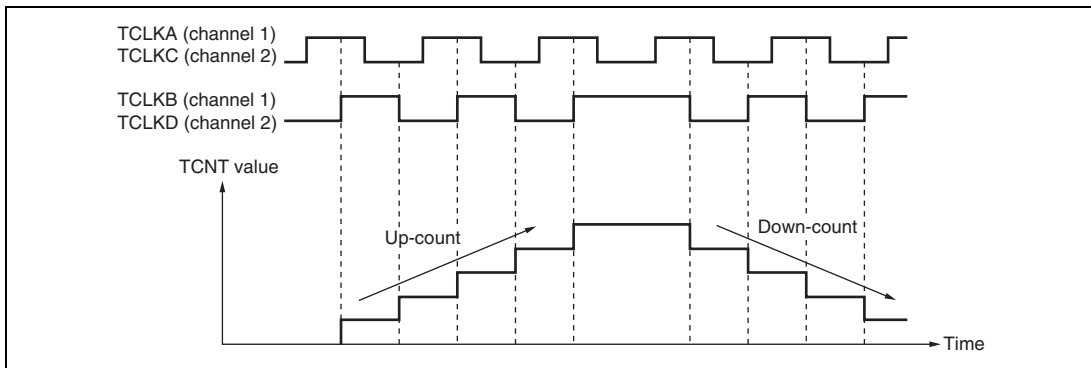 TCLKA (channel 1)
TCLKC (channel 2)
TCLKB (channel 1)
TCLKD (channel 2)
TCNT value
Up-count
Down-count
Time